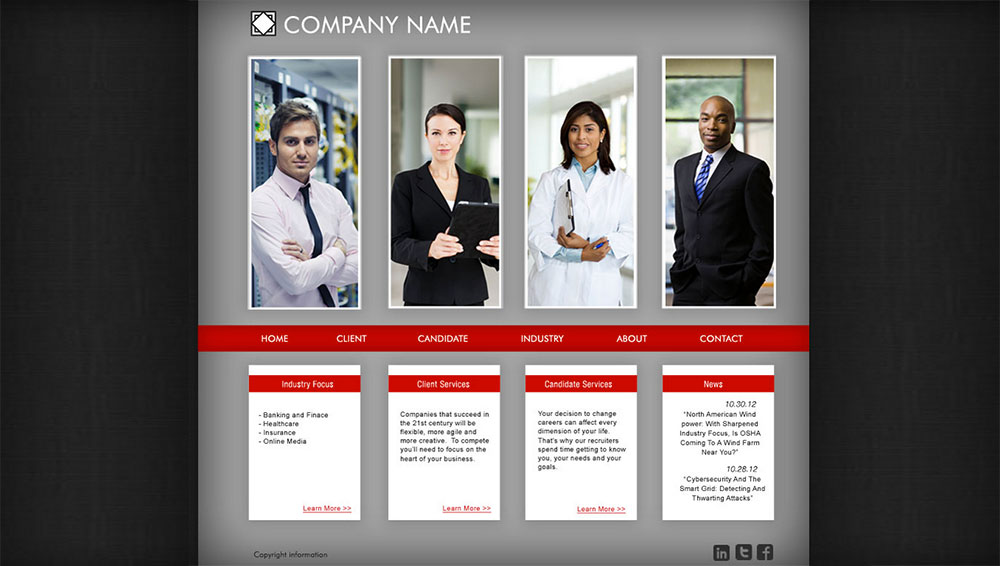 COMPANY NAME
HOME CLIENT CANDIDATE INDUSTRY ABOUT CONTACT
Industry Focus
- Banking and Finace
- Healthcare
- Insurance
- Online Media
Learn More >>
Client Services
Companies that succeed in
the 21st century will be
flexible, more agile and
more creative. To compete
you'll need to focus on the
heart of your business.
Learn More >>
Candidate Services
Your decision to change
careers can affect every
dimension of your life.
That's why our recruiters
spend time getting to know
you, your needs and your
goals.
Learn More >>
News
10.30.12
"North American Wind
power: With Sharpened
Industry Focus, Is OSHA
Coming To A Wind Farm
Near You?"
10.28.12
"Cybersecurity And The
Smart Grid: Detecting And
Thwarting Attacks"
Copyright information
in t f